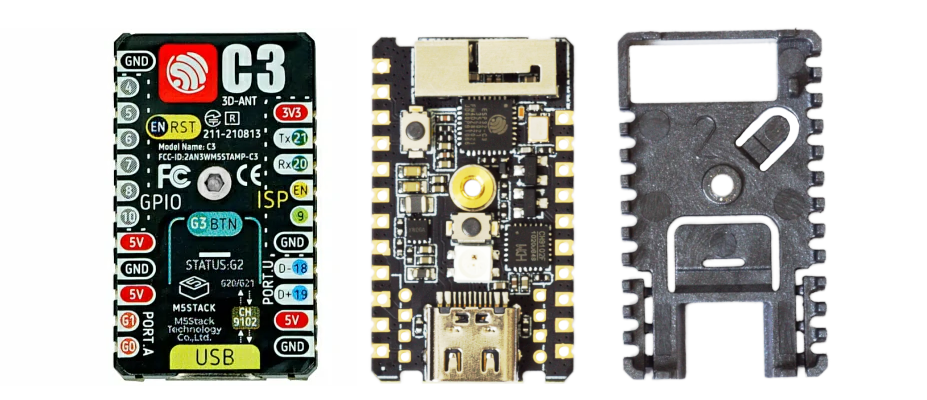 GND
C3
4
3D-ANT
5
3V3
EN RST
R
211-210813
6
Tx 21
Model Name: C3
FCC-ID:2AN3WM5STAMP-C3
7
Rx 20
FC CE
8
EN
GPIO
ISP
10
9
G3 BTN
5V
GND
GND
STATUS:G2
D- 18
5V
G20/G21
D+ 19
PORT.U
M5STACK
G1
M5Stack
Technology
Co.,Ltd.
CH
9102
5V
G0
PORT.A
USB
GND